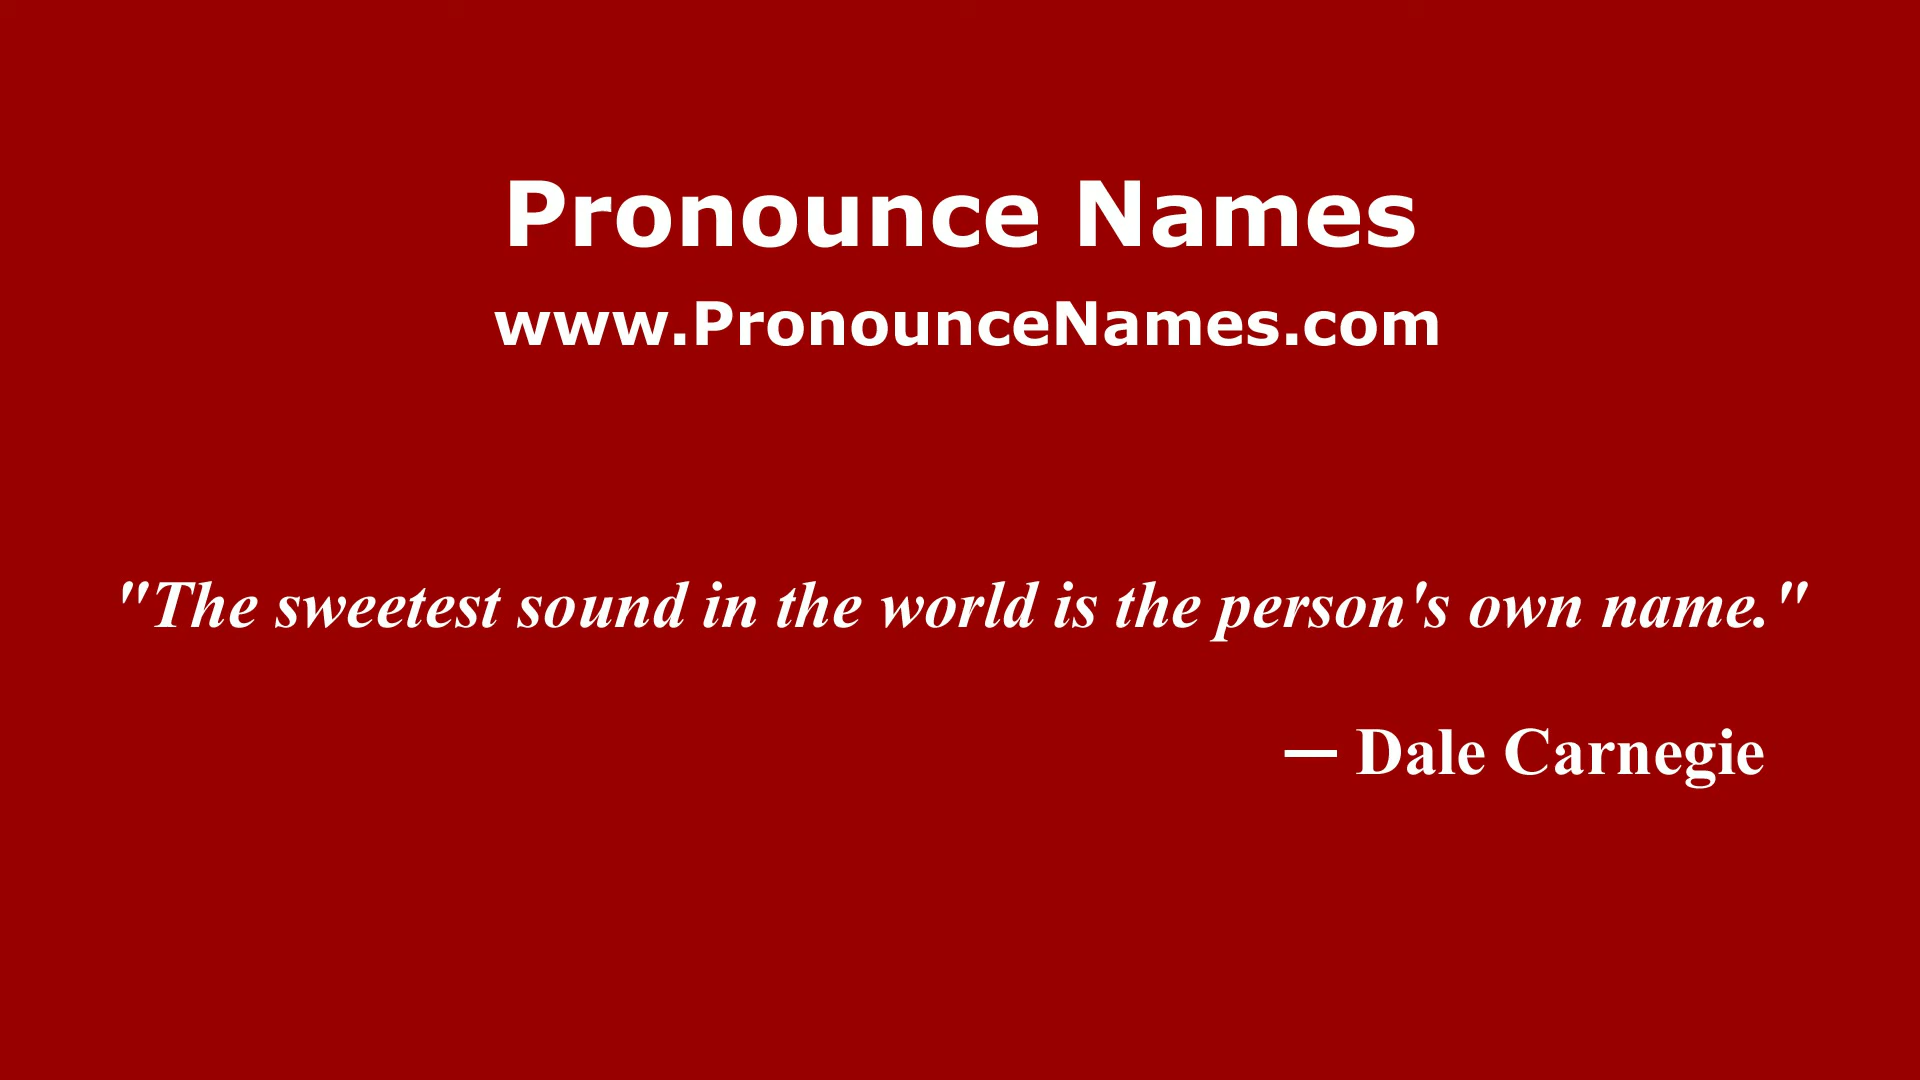 Pronounce Names
www.PronounceNames.com
"The sweetest sound in the world is the person's own name."
— Dale Carnegie